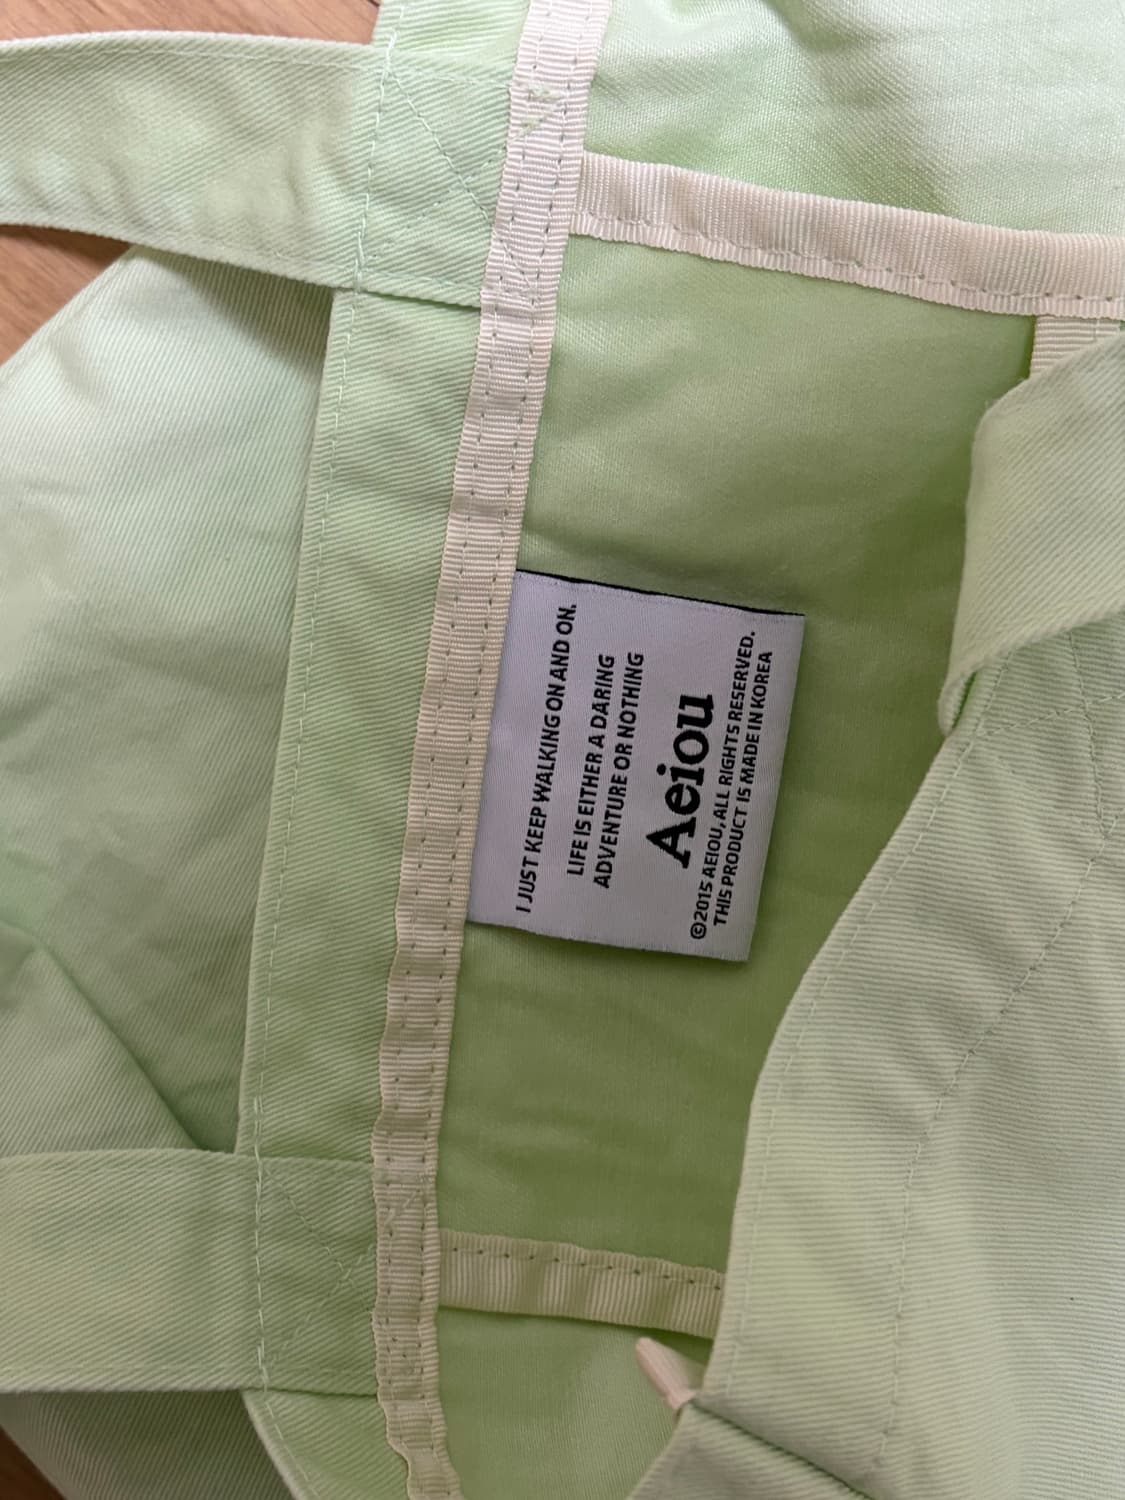 I JUST KEEP WALKING ON AND ON.
LIFE IS EITHER A DARING
ADVENTURE OR NOTHING
Aeiou
©2015 AEIOU, ALL RIGHTS RESERVED.
THIS PRODUCT IS MADE IN KOREA